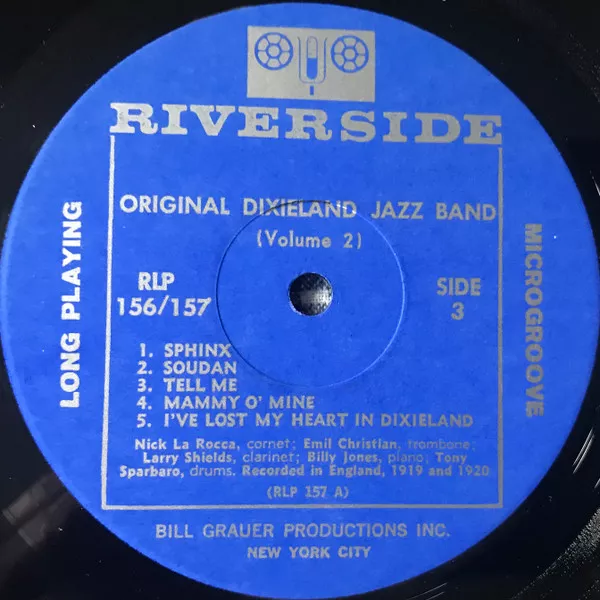 RIVERSIDE
LONG PLAYING
MICROGROOVE
ORIGINAL DIXIELAND JAZZ BAND
(Volume 2)
RLP
156/157
SIDE
3
1. SPHINX
2. SOUDAN
3. TELL ME
4. MAMMY O' MINE
5. I'VE LOST MY HEART IN DIXIELAND
Nick La Rocca, cornet; Emil Christian, trombone;
Larry Shields, clarinet; Billy Jones, piano; Tony
Sparbaro, drums. Recorded in England, 1919 and 1920
(RLP 157 A)
BILL GRAUER PRODUCTIONS INC.
NEW YORK CITY